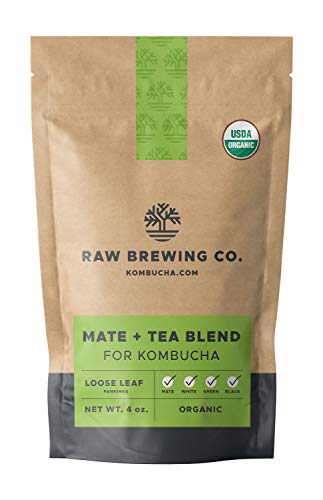 USDA
ORGANIC
RAW BREWING CO.
KOMBUCHA.COM
MATE + TEA BLEND
FOR KOMBUCHA
LOOSE LEAF
FANNINGS
MATE WHITE GREEN BLACK
NET WT. 4 oz.
ORGANIC